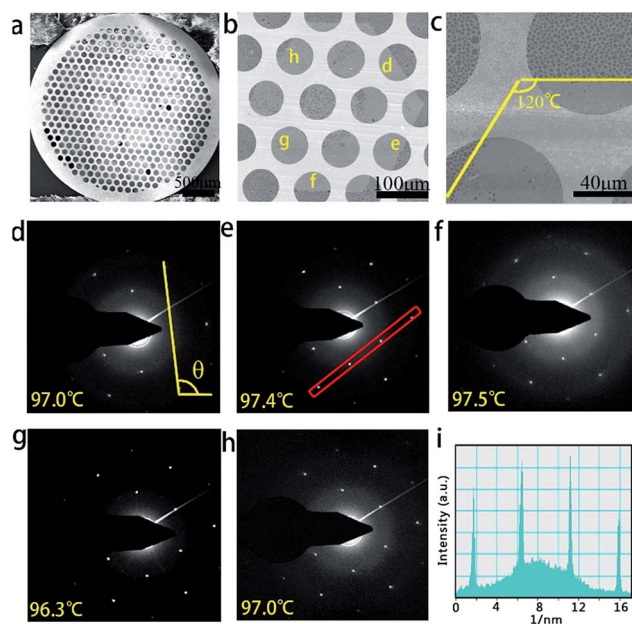 a
b
c
h
d
g
e
f
120℃
500μm
100μm
40μm
d
e
f
θ
97.0℃
97.4℃
97.5℃
g
h
i
Intensity (a.u.)
96.3℃
97.0℃
0 4 8 12 16
1/nm